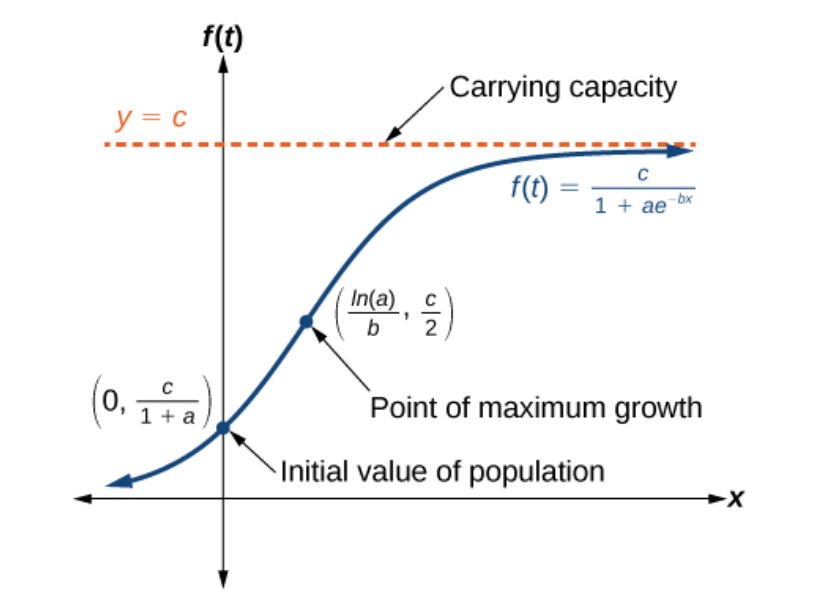 f(t)
Carrying capacity
y = c
f(t) = c / (1 + ae^{-bx})
(ln(a)/b, c/2)
(0, c/(1 + a))
Point of maximum growth
Initial value of population
x